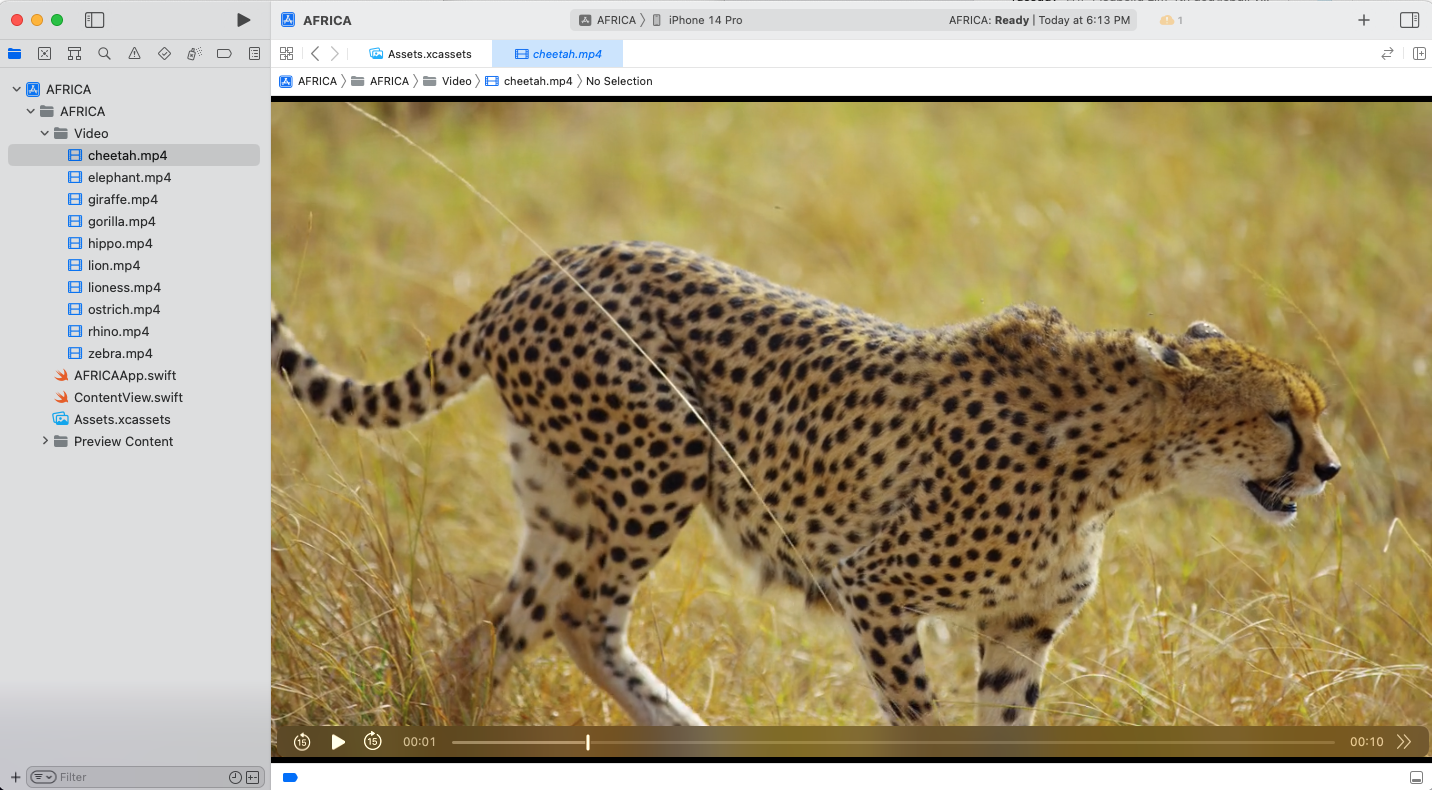 AFRICA
AFRICA
iPhone 14 Pro
AFRICA: Ready | Today at 6:13 PM
1
Assets.xcassets
cheetah.mp4
AFRICA
AFRICA
Video
cheetah.mp4
No Selection
AFRICA
AFRICA
Video
cheetah.mp4
elephant.mp4
giraffe.mp4
gorilla.mp4
hippo.mp4
lion.mp4
lioness.mp4
ostrich.mp4
rhino.mp4
zebra.mp4
AFRICAApp.swift
ContentView.swift
Assets.xcassets
Preview Content
15
15
00:01
00:10
Filter